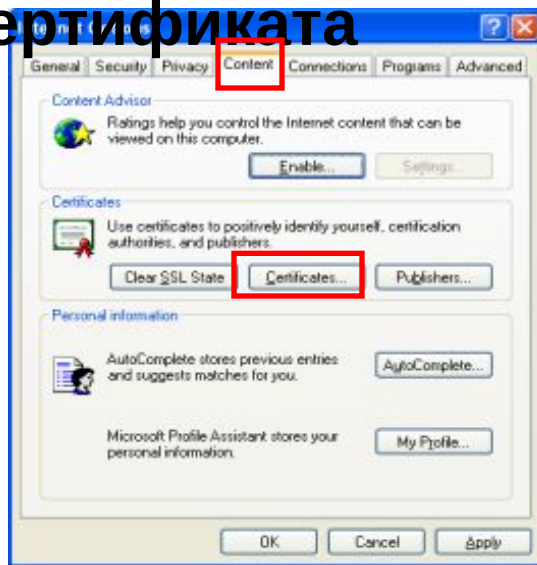 ертификата
General Security Privacy Content Connections Programs Advanced
Content Advisor
Ratings help you control the Internet content that can be
viewed on this computer.
Enable... Settings...
Certificates
Use certificates to positively identify yourself, certification
authorities, and publishers.
Clear SSL State Certificates... Publishers...
Personal information
AutoComplete stores previous entries
and suggests matches for you.
AutoComplete...
Microsoft Profile Assistant stores your
personal information.
My Profile...
OK Cancel Apply